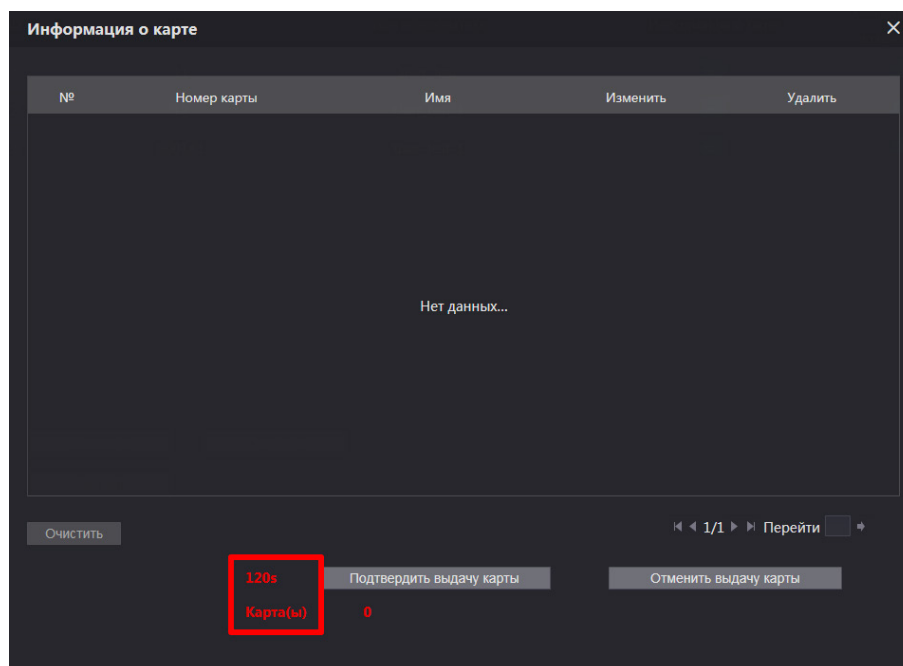 Информация о карте
№ Номер карты Имя Изменить Удалить
Нет данных...
Очистить 1/1 Перейти
120s Подтвердить выдачу карты Отменить выдачу карты
Карта(ы) 0